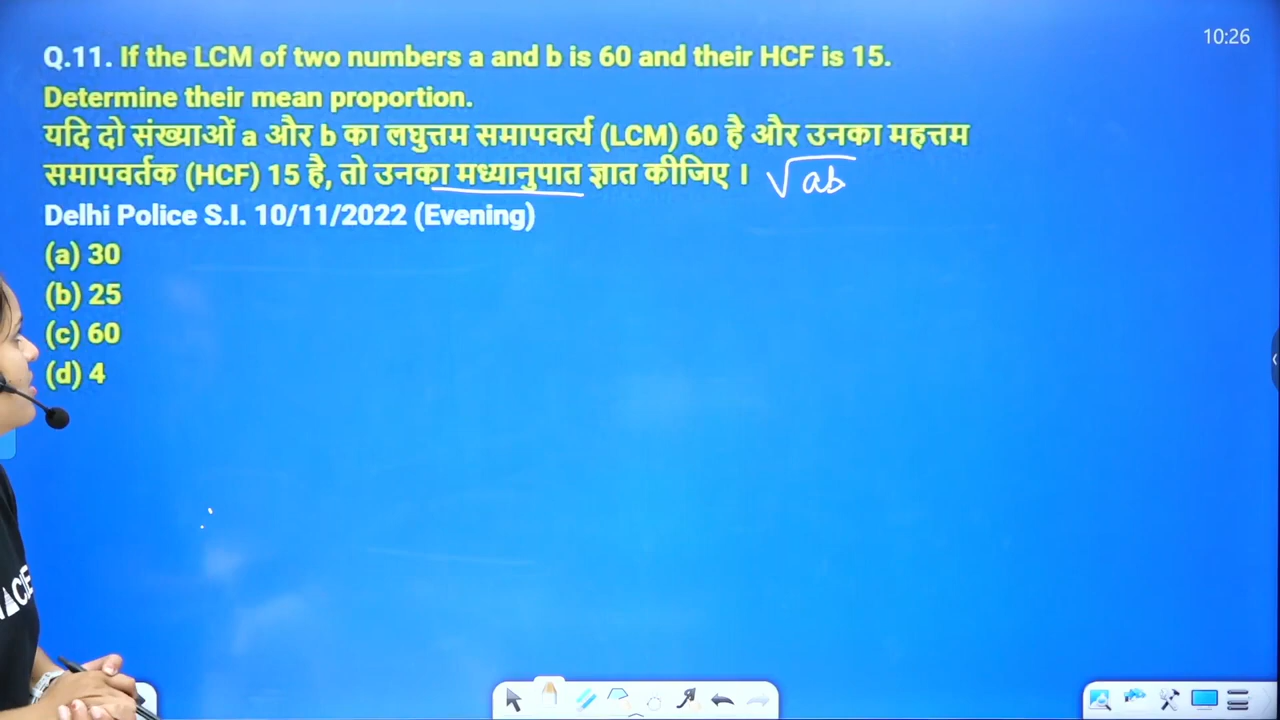 10:26
Q.11. If the LCM of two numbers a and b is 60 and their HCF is 15.
Determine their mean proportion.
यदि दो संख्याओं a और b का लघुत्तम समापवर्त्य (LCM) 60 है और उनका महत्तम
समापवर्तक (HCF) 15 है, तो उनका मध्यानुपात ज्ञात कीजिए । √ab
Delhi Police S.I. 10/11/2022 (Evening)
(a) 30
(b) 25
(c) 60
(d) 4